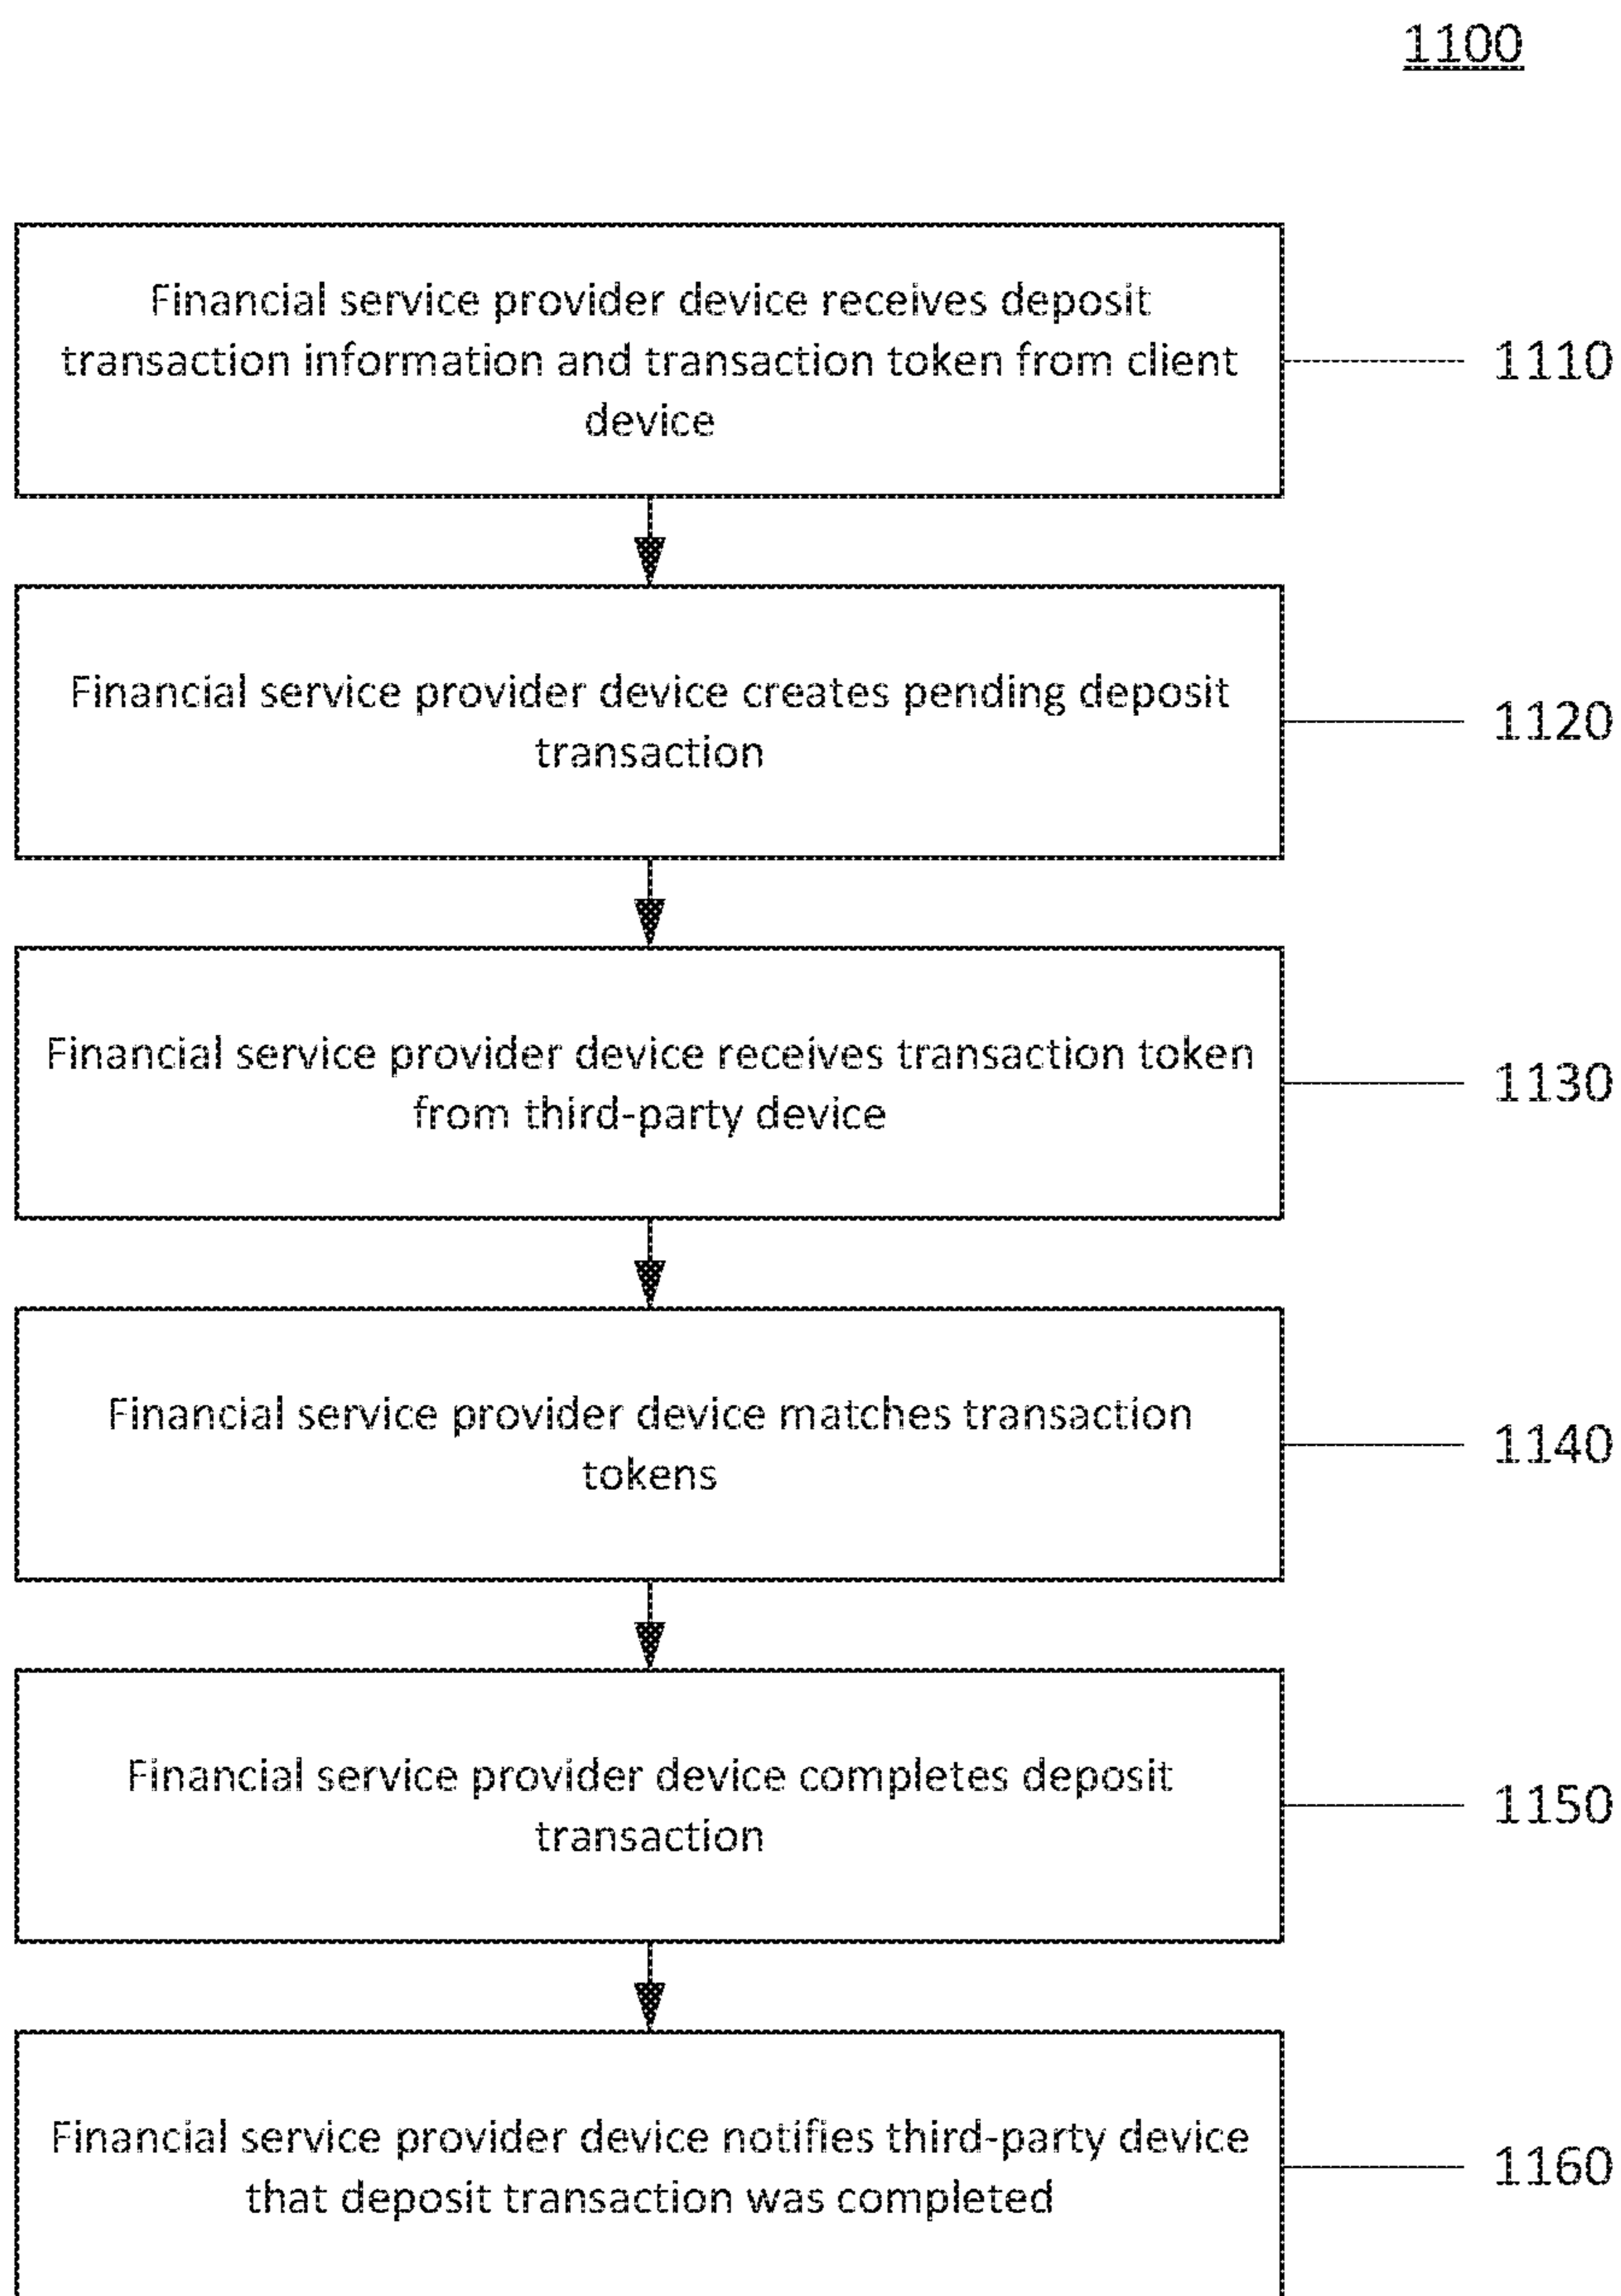 1100
Financial service provider device receives deposit
transaction information and transaction token from client
device
1110
Financial service provider device creates pending deposit
transaction
1120
Financial service provider device receives transaction token
from third-party device
1130
Financial service provider device matches transaction
tokens
1140
Financial service provider device completes deposit
transaction
1150
Financial service provider device notifies third-party device
that deposit transaction was completed
1160